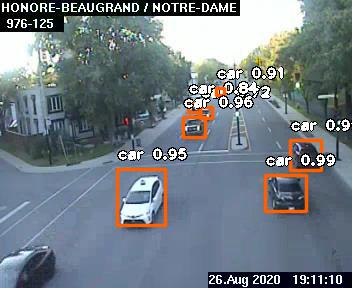 HONORE-BEAUGRAND / NOTRE-DAME
976-125
car 0.91
car 0.84
car 0.96
car 0.95
car 0.99
26.Aug 2020 19:11:10